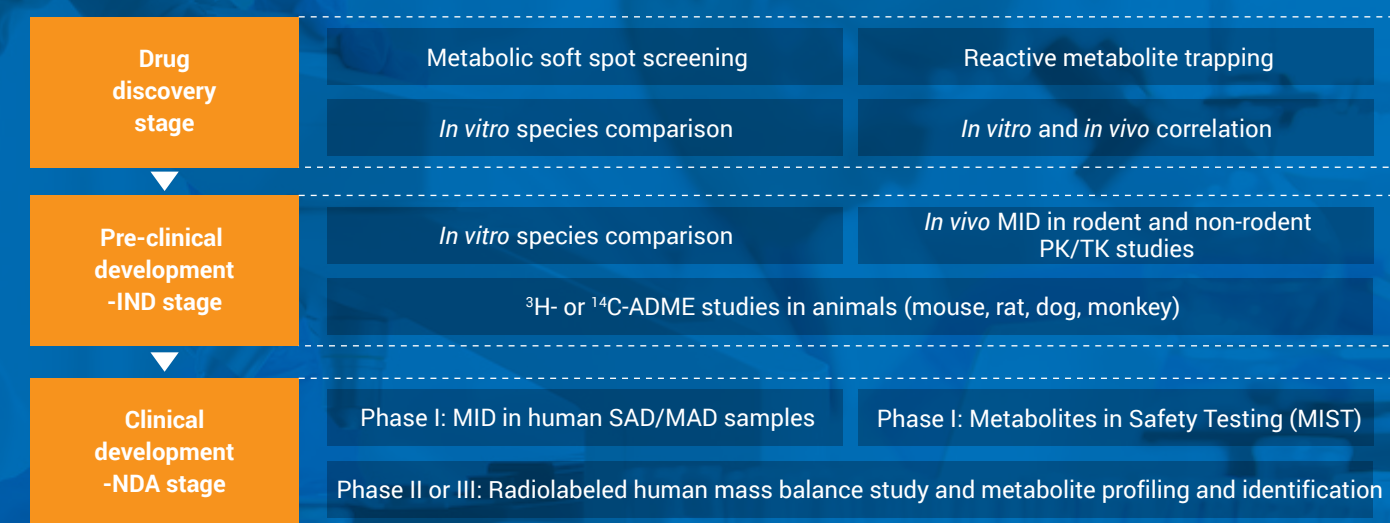 Drug
discovery
stage
Metabolic soft spot screening
Reactive metabolite trapping
In vitro species comparison
In vitro and in vivo correlation
Pre-clinical
development
-IND stage
In vitro species comparison
In vivo MID in rodent and non-rodent
PK/TK studies
³H- or ¹⁴C-ADME studies in animals (mouse, rat, dog, monkey)
Clinical
development
-NDA stage
Phase I: MID in human SAD/MAD samples
Phase I: Metabolites in Safety Testing (MIST)
Phase II or III: Radiolabeled human mass balance study and metabolite profiling and identification